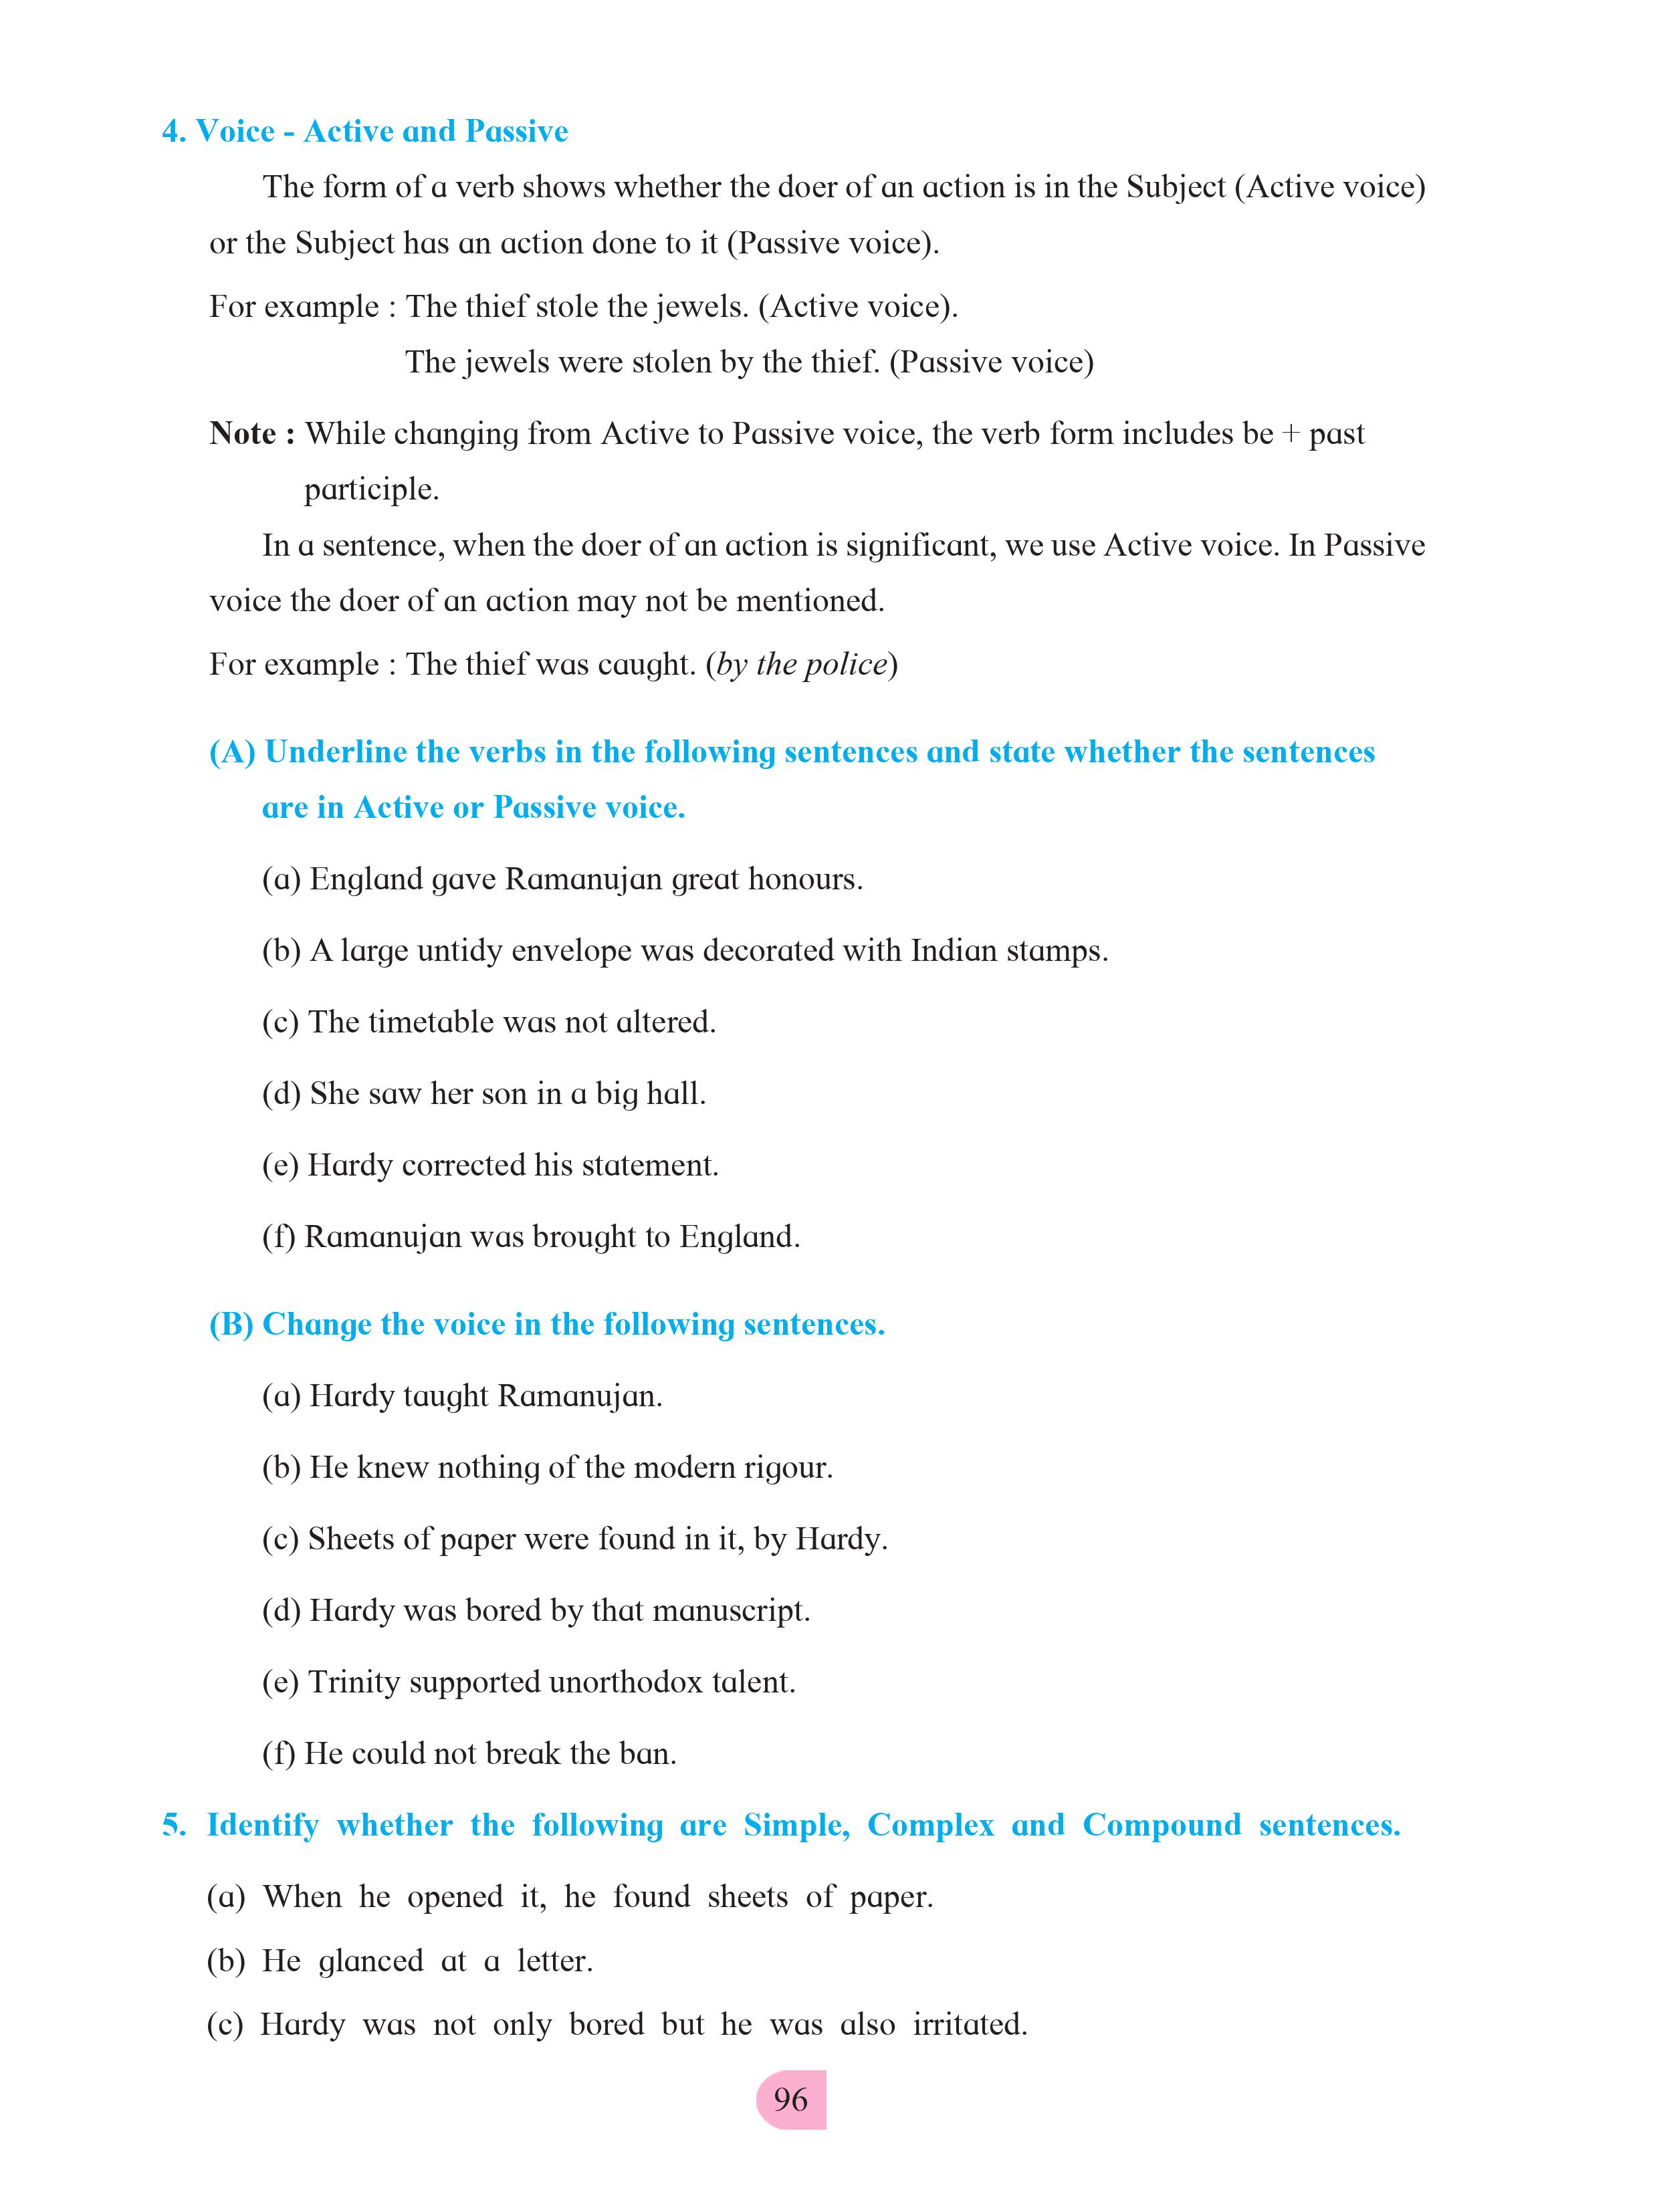 4. Voice - Active and Passive
The form of a verb shows whether the doer of an action is in the Subject (Active voice)
or the Subject has an action done to it (Passive voice).
For example : The thief stole the jewels. (Active voice).
The jewels were stolen by the thief. (Passive voice)
Note : While changing from Active to Passive voice, the verb form includes be + past
participle.
In a sentence, when the doer of an action is significant, we use Active voice. In Passive
voice the doer of an action may not be mentioned.
For example : The thief was caught. (by the police)
(A) Underline the verbs in the following sentences and state whether the sentences
are in Active or Passive voice.
(a) England gave Ramanujan great honours.
(b) A large untidy envelope was decorated with Indian stamps.
(c) The timetable was not altered.
(d) She saw her son in a big hall.
(e) Hardy corrected his statement.
(f) Ramanujan was brought to England.
(B) Change the voice in the following sentences.
(a) Hardy taught Ramanujan.
(b) He knew nothing of the modern rigour.
(c) Sheets of paper were found in it, by Hardy.
(d) Hardy was bored by that manuscript.
(e) Trinity supported unorthodox talent.
(f) He could not break the ban.
5. Identify whether the following are Simple, Complex and Compound sentences.
(a) When he opened it, he found sheets of paper.
(b) He glanced at a letter.
(c) Hardy was not only bored but he was also irritated.
96